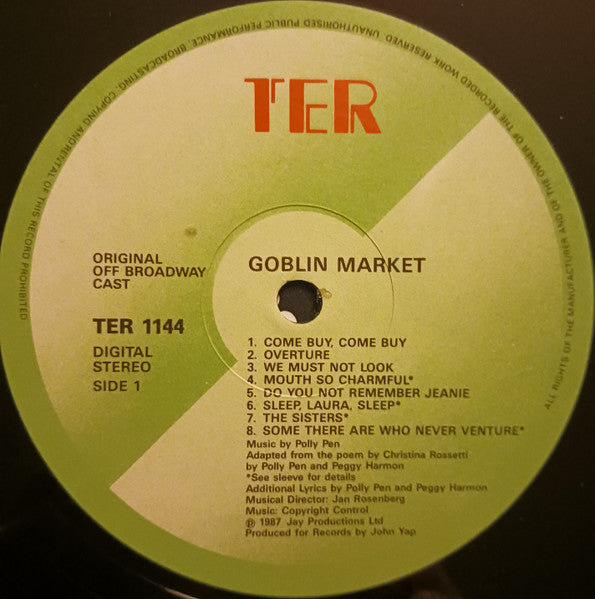 TER
ORIGINAL
OFF BROADWAY
CAST
TER 1144
DIGITAL
STEREO
SIDE 1
GOBLIN MARKET
1. COME BUY, COME BUY
2. OVERTURE
3. WE MUST NOT LOOK
4. MOUTH SO CHARMFUL*
5. DO YOU NOT REMEMBER JEANIE
6. SLEEP, LAURA, SLEEP*
7. THE SISTERS*
8. SOME THERE ARE WHO NEVER VENTURE*
Music by Polly Pen
Adapted from the poem by Christina Rossetti
by Polly Pen and Peggy Harmon
*See sleeve for details
Additional Lyrics by Polly Pen and Peggy Harmon
Musical Director: Jan Rosenberg
Music: Copyright Control
℗ 1987 Jay Productions Ltd
Produced for Records by John Yap
ALL RIGHTS OF THE MANUFACTURER AND OF THE OWNER OF THE RECORDED WORK RESERVED. UNAUTHORISED PUBLIC PERFORMANCE, BROADCASTING, COPYING AND RENTAL OF THIS RECORD PROHIBITED